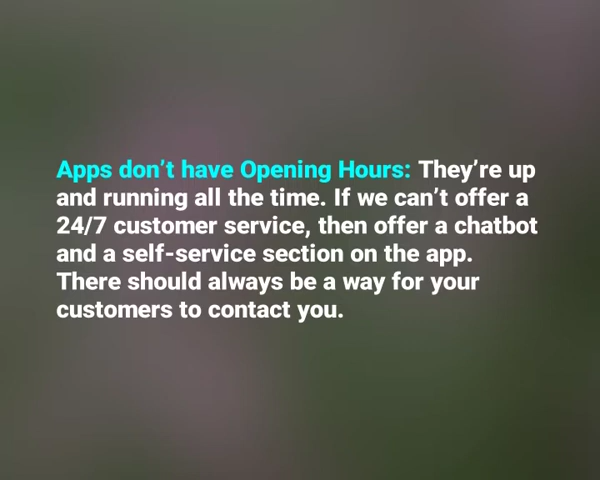 Apps don’t have Opening Hours: They’re up
and running all the time. If we can’t offer a
24/7 customer service, then offer a chatbot
and a self-service section on the app.
There should always be a way for your
customers to contact you.